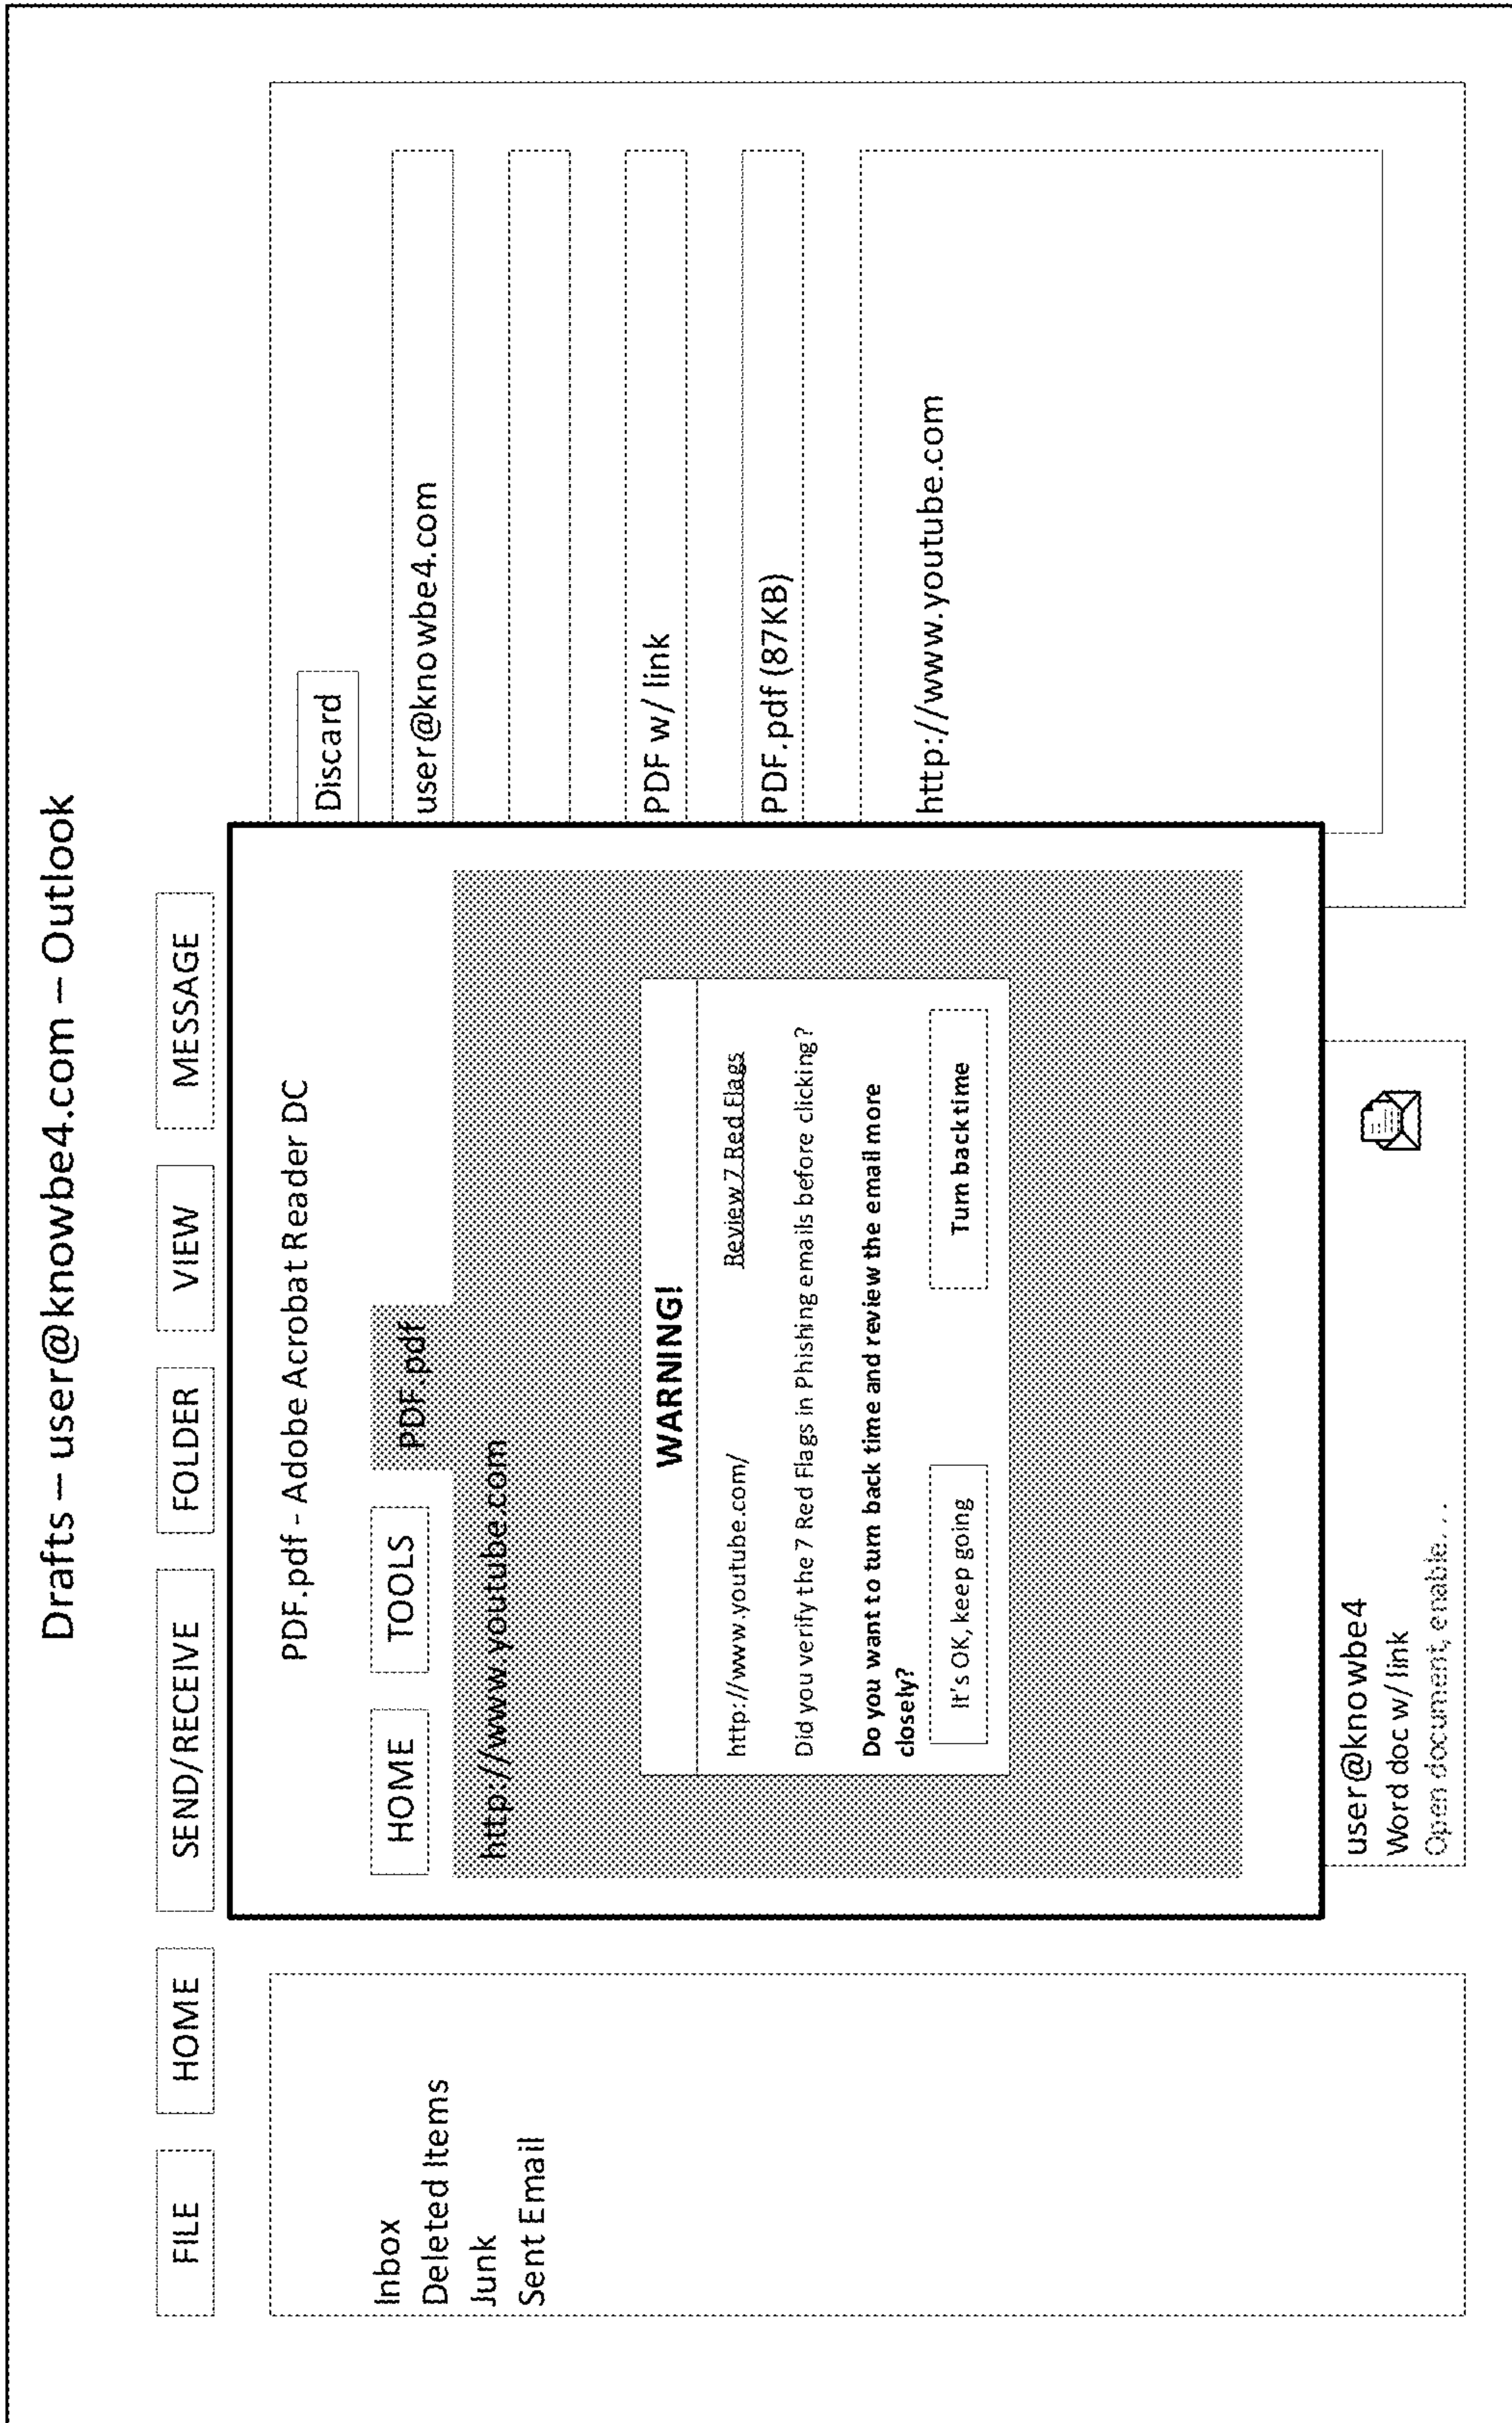 Drafts – user@knowbe4.com – Outlook
FILE
HOME
SEND/RECEIVE
FOLDER
VIEW
MESSAGE
Inbox
Deleted Items
Junk
Sent Email
PDF.pdf - Adobe Acrobat Reader DC
HOME
TOOLS
PDF.pdf
http://www.youtube.com
WARNING!
http://www.youtube.com/
Review 7 Red Flags
Did you verify the 7 Red Flags in Phishing emails before clicking?
Do you want to turn back time and review the email more
closely?
It's OK, keep going
Turn back time
Discard
user@knowbe4.com
PDF w/ link
PDF.pdf (87KB)
http://www.youtube.com
user@knowbe4
Word doc w/ link
Open document, enable. . .